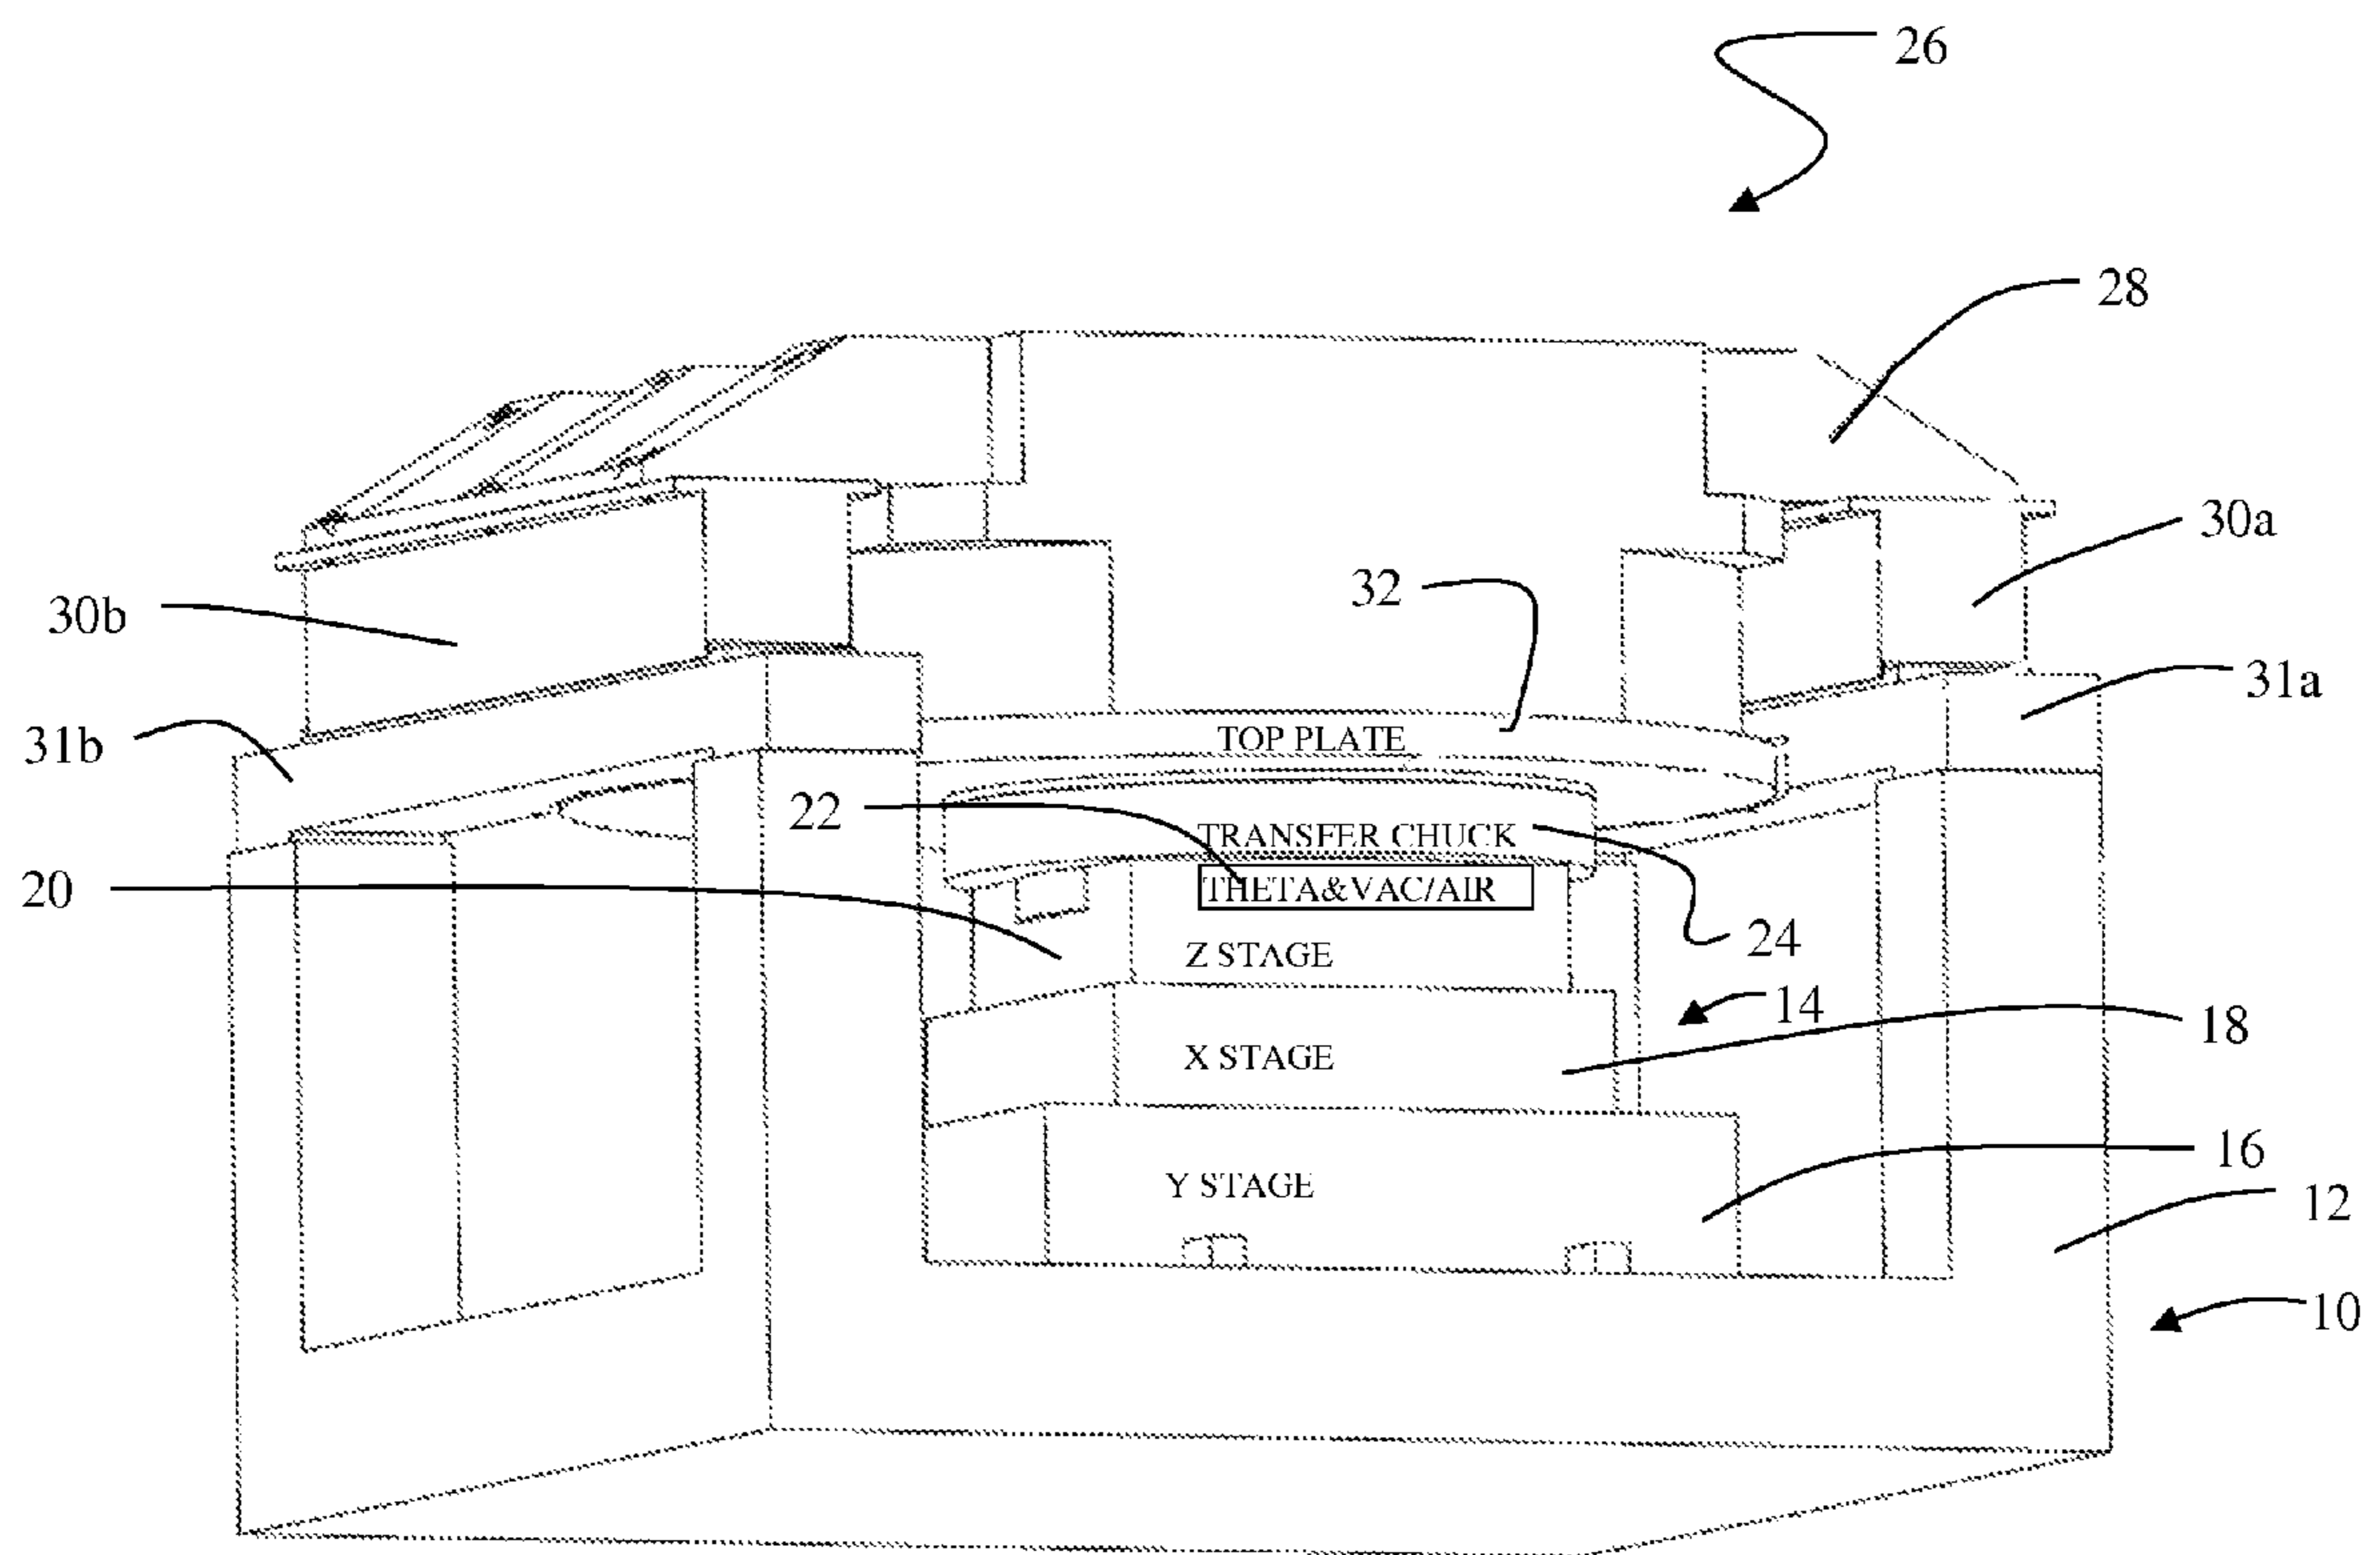 26
28
30a
32
30b
31a
31b
TOP PLATE
22
TRANSFER CHUCK
20
THETA&VAC/AIR
24
Z STAGE
14
18
X STAGE
16
Y STAGE
12
10